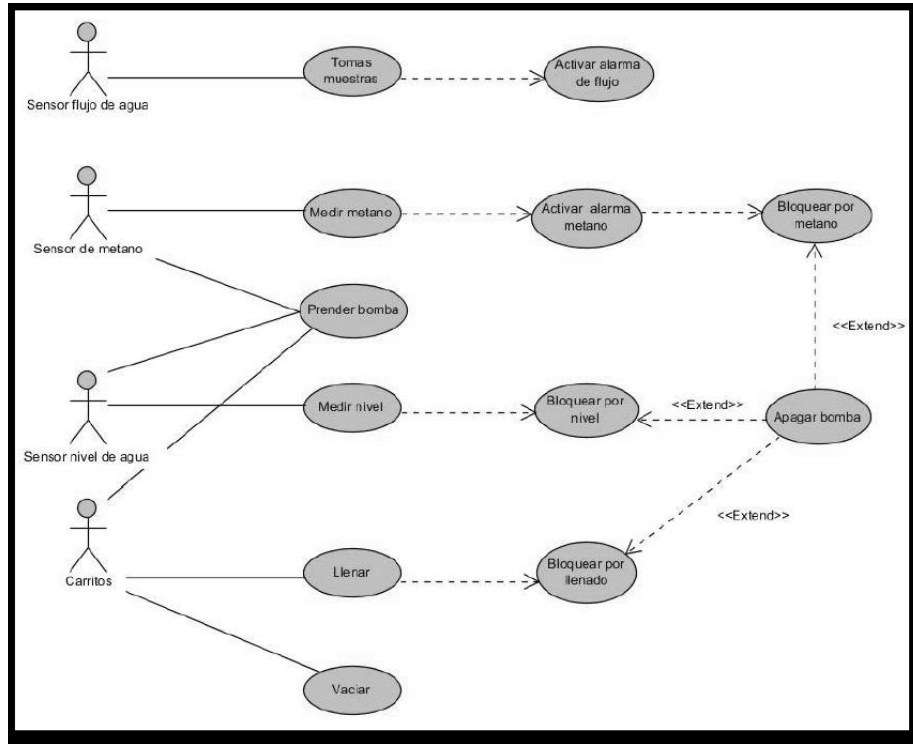 Tomas
muestras
Activar alarma
de flujo
Sensor flujo de agua
Medir metano
Activar alarma
metano
Bloquear por
metano
Sensor de metano
Prender bomba
<<Extend>>
Medir nivel
Bloquear por
nivel
<<Extend>>
Apagar bomba
Sensor nivel de agua
<<Extend>>
Carritos
Llenar
Bloquear por
llenado
Vaciar